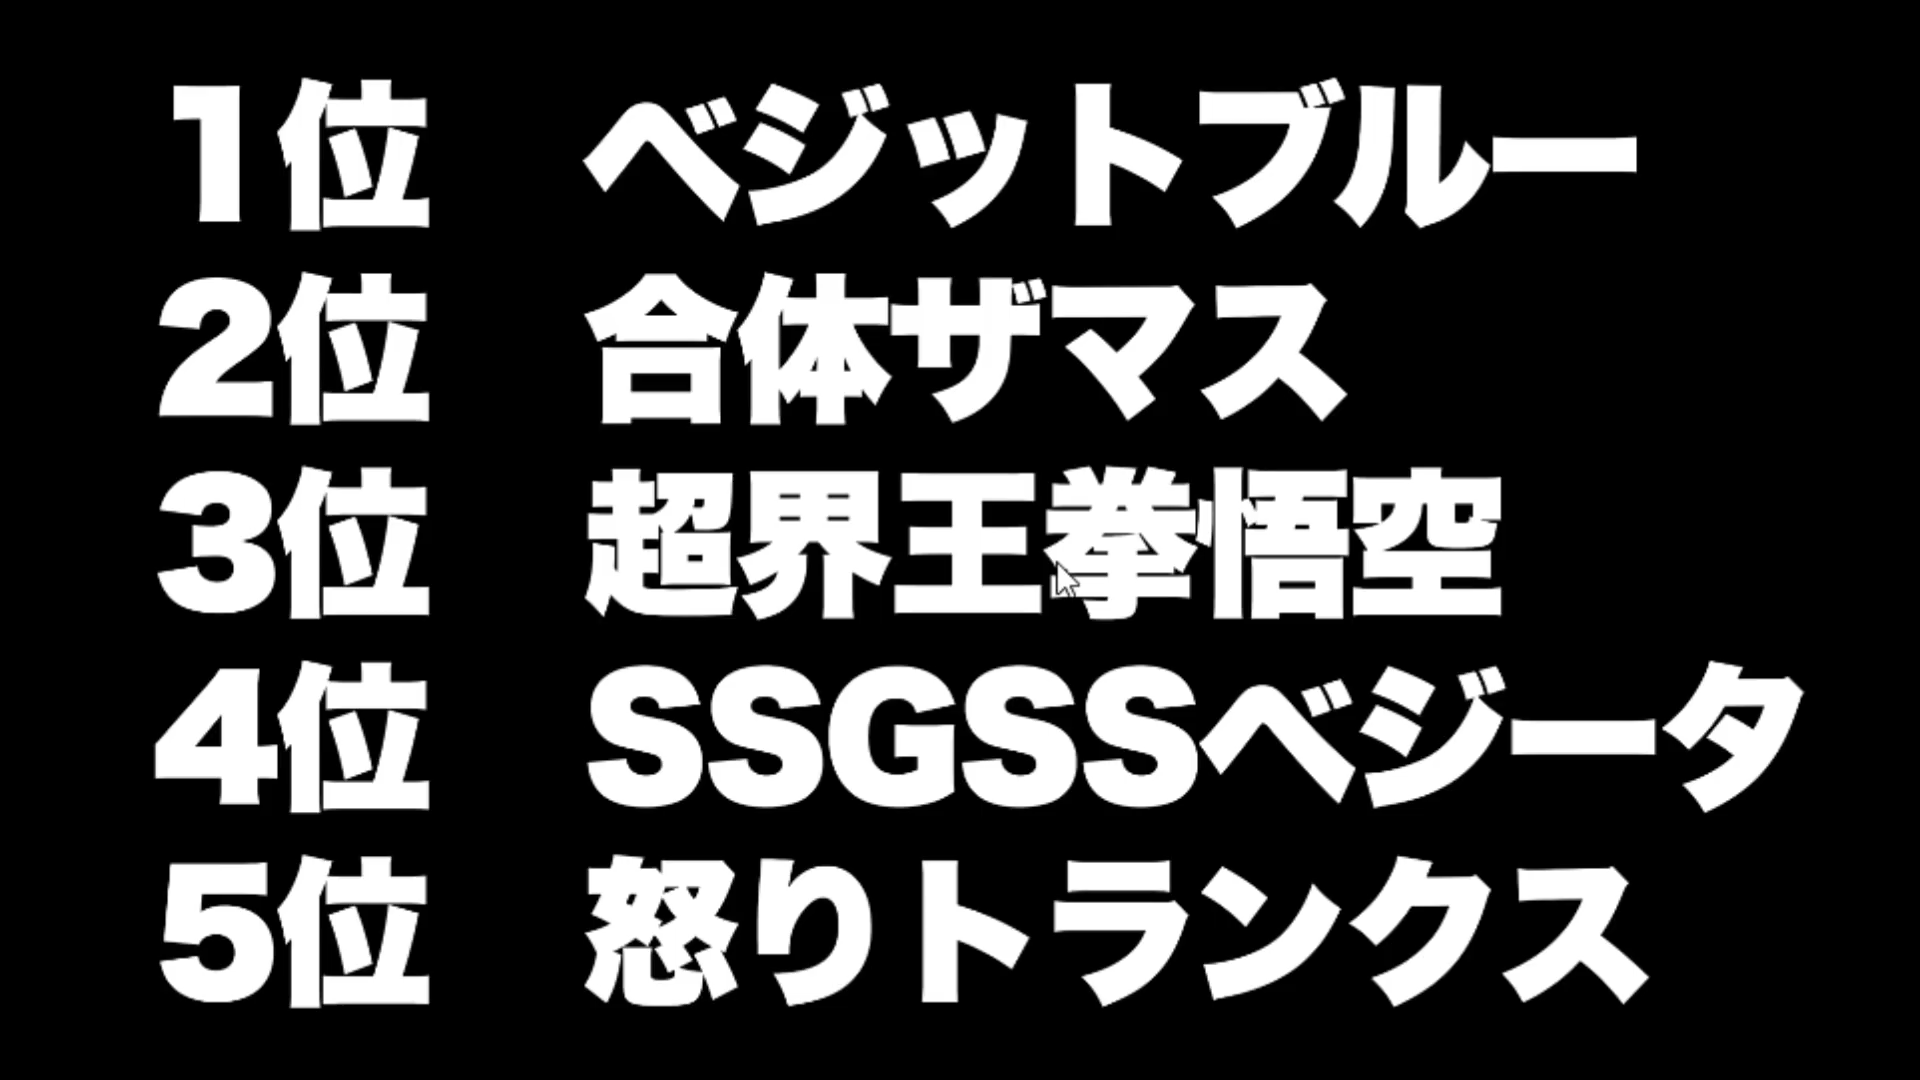 1位 ベジットブルー
2位 合体ザマス
3位 超界王拳悟空
4位 SSGSSベジータ
5位 怒りトランクス